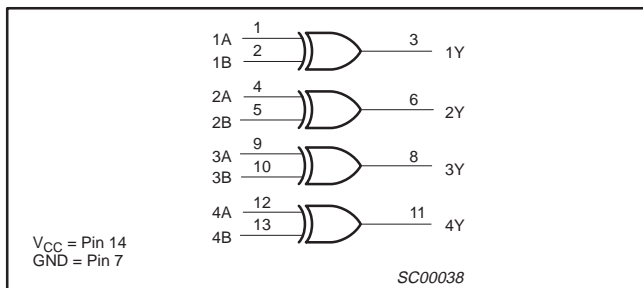 1A 1
1B 2
3 1Y
2A 4
2B 5
6 2Y
3A 9
3B 10
8 3Y
4A 12
4B 13
11 4Y
VCC = Pin 14
GND = Pin 7
SC00038